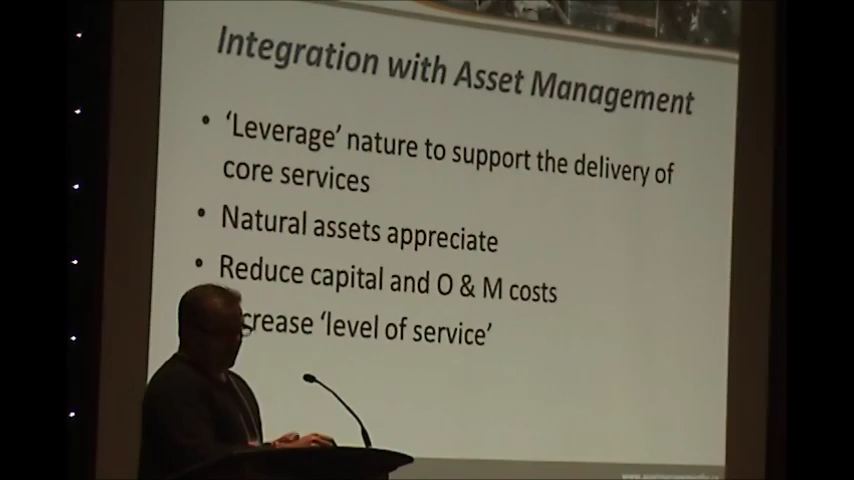 Integration with Asset Management
• 'Leverage' nature to support the delivery of
core services
• Natural assets appreciate
• Reduce capital and O & M costs
crease 'level of service'